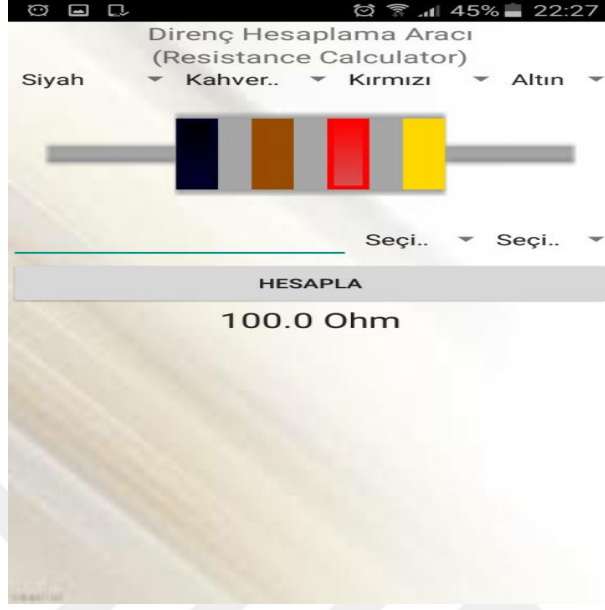 45% 22:27
Direnç Hesaplama Aracı
(Resistance Calculator)
Siyah Kahver.. Kırmızı Altın
Seçi.. Seçi..
HESAPLA
100.0 Ohm